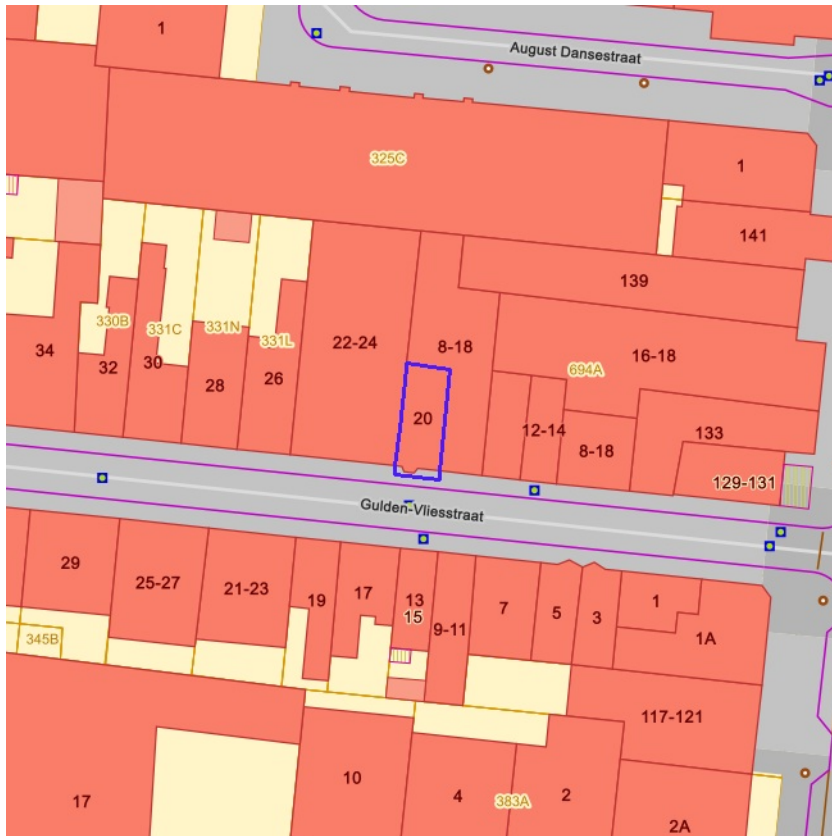 1
August Dansestraat
325C
1
141
139
22-24
8-18
16-18
694A
330B
331C
331N
331L
34
32
30
28
26
20
12-14
8-18
133
129-131
Gulden-Vliesstraat
29
25-27
21-23
19
17
13
15
9-11
7
5
3
1
1A
345B
117-121
10
4
383A
2
17
2A